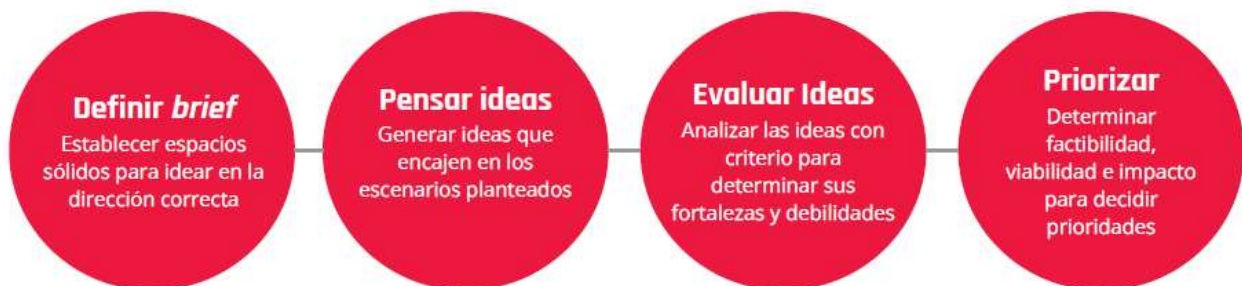 Definir brief
Establecer espacios
sólidos para idear en la
dirección correcta
Pensar ideas
Generar ideas que
encajen en los
escenarios planteados
Evaluar Ideas
Analizar las ideas con
criterio para
determinar sus
fortalezas y debilidades
Priorizar
Determinar
factibilidad,
viabilidad e impacto
para decidir
prioridades